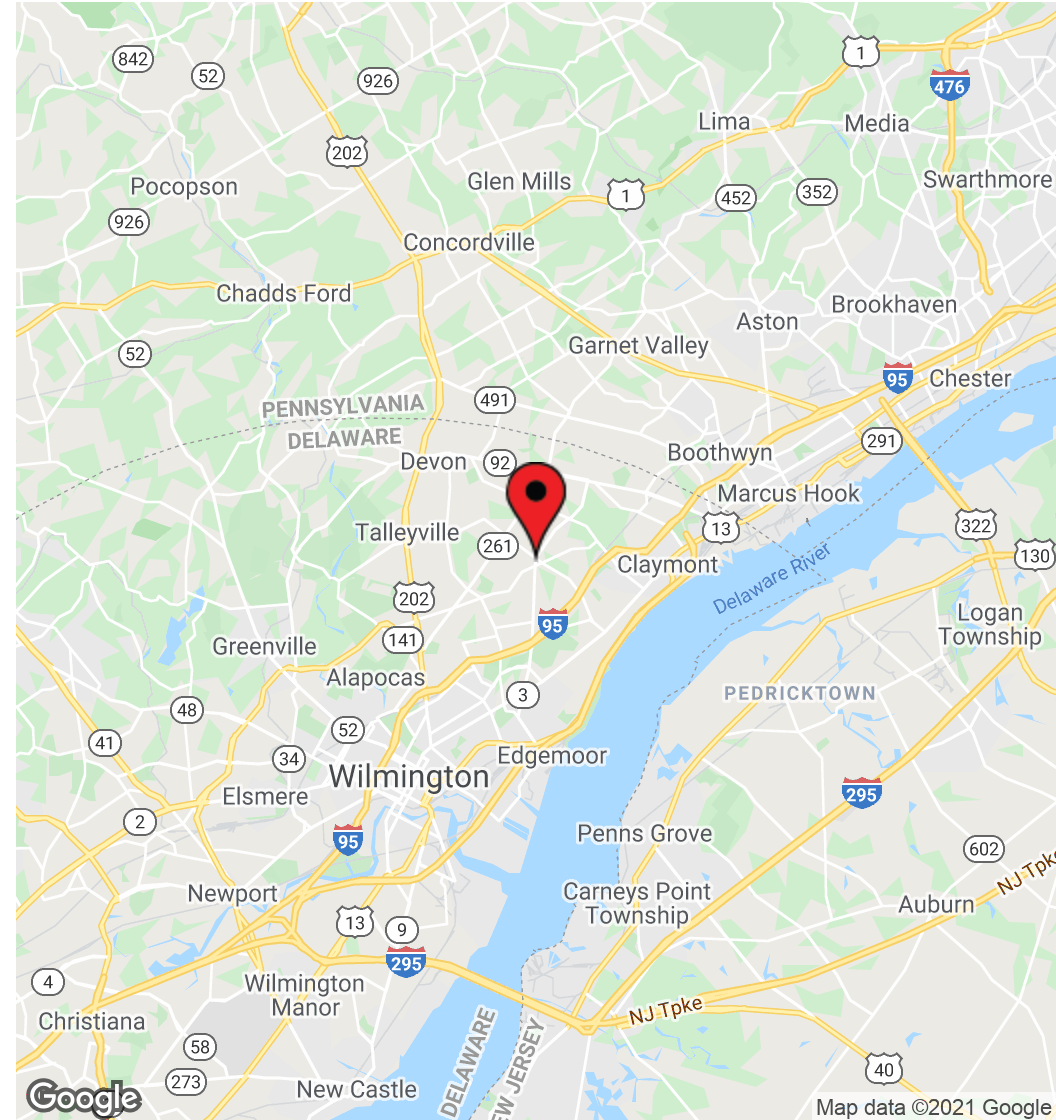 1
842
476
52
926
Lima
Media
202
Swarthmore
Glen Mills
Pocopson
1
452
352
926
Concordville
Chadds Ford
Brookhaven
Aston
52
Garnet Valley
95
Chester
491
PENNSYLVANIA
DELAWARE
291
Boothwyn
Devon
92
Marcus Hook
13
322
Talleyville
261
130
Claymont
Delaware River
202
Logan
Township
95
141
Greenville
Alapocas
PEDRICKTOWN
3
48
52
41
34
Edgemoor
Wilmington
295
Elsmere
2
Penns Grove
95
602
NJ Tpke
Newport
Carneys Point
Township
Auburn
13
9
295
4
Wilmington
Manor
NJ Tpke
Christiana
58
DELAWARE
EW JERSEY
40
273
New Castle
Google
Map data ©2021 Google